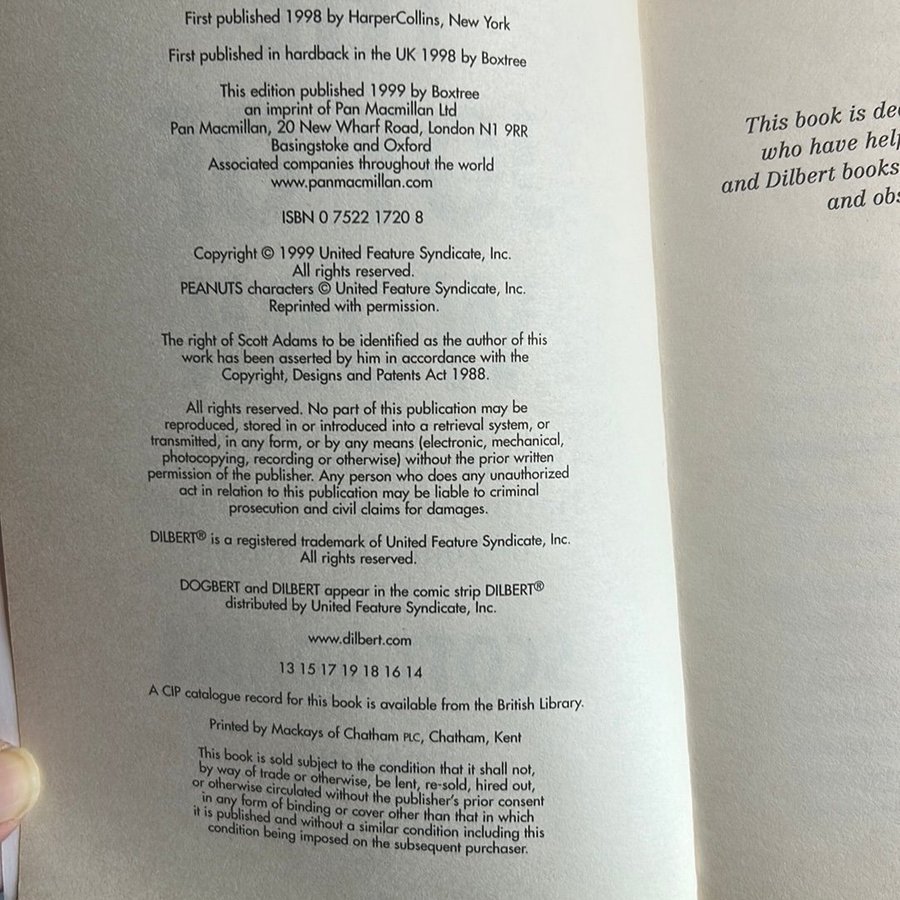 First published 1998 by HarperCollins, New York
First published in hardback in the UK 1998 by Boxtree
This edition published 1999 by Boxtree
an imprint of Pan Macmillan Ltd
Pan Macmillan, 20 New Wharf Road, London N1 9RR
Basingstoke and Oxford
Associated companies throughout the world
www.panmacmillan.com
ISBN 0 7522 1720 8
Copyright © 1999 United Feature Syndicate, Inc.
All rights reserved.
PEANUTS characters © United Feature Syndicate, Inc.
Reprinted with permission.
The right of Scott Adams to be identified as the author of this
work has been asserted by him in accordance with the
Copyright, Designs and Patents Act 1988.
All rights reserved. No part of this publication may be
reproduced, stored in or introduced into a retrieval system, or
transmitted, in any form, or by any means (electronic, mechanical,
photocopying, recording or otherwise) without the prior written
permission of the publisher. Any person who does any unauthorized
act in relation to this publication may be liable to criminal
prosecution and civil claims for damages.
DILBERT® is a registered trademark of United Feature Syndicate, Inc.
All rights reserved.
DOGBERT and DILBERT appear in the comic strip DILBERT®
distributed by United Feature Syndicate, Inc.
www.dilbert.com
13 15 17 19 18 16 14
A CIP catalogue record for this book is available from the British Library.
Printed by Mackays of Chatham PLC, Chatham, Kent
This book is sold subject to the condition that it shall not,
by way of trade or otherwise, be lent, re-sold, hired out,
or otherwise circulated without the publisher's prior consent
in any form of binding or cover other than that in which
it is published and without a similar condition including this
condition being imposed on the subsequent purchaser.
This book is
who have
and Dilbert books
and